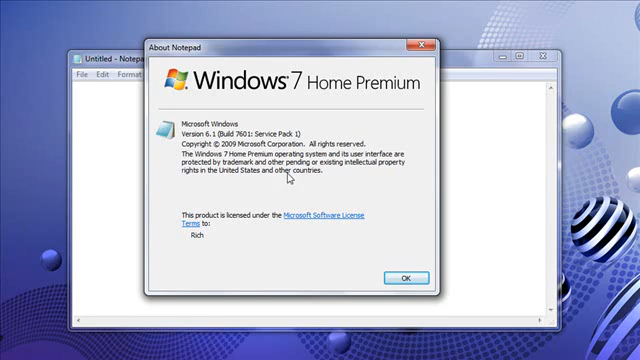 About Notepad
Untitled - Notep
File Edit Format
Windows 7 Home Premium
Microsoft Windows
Version 6.1 (Build 7601: Service Pack 1)
Copyright © 2009 Microsoft Corporation. All rights reserved.
The Windows 7 Home Premium operating system and its user interface are
protected by trademark and other pending or existing intellectual property
rights in the United States and other countries.
This product is licensed under the Microsoft Software License
Terms to:
Rich
OK